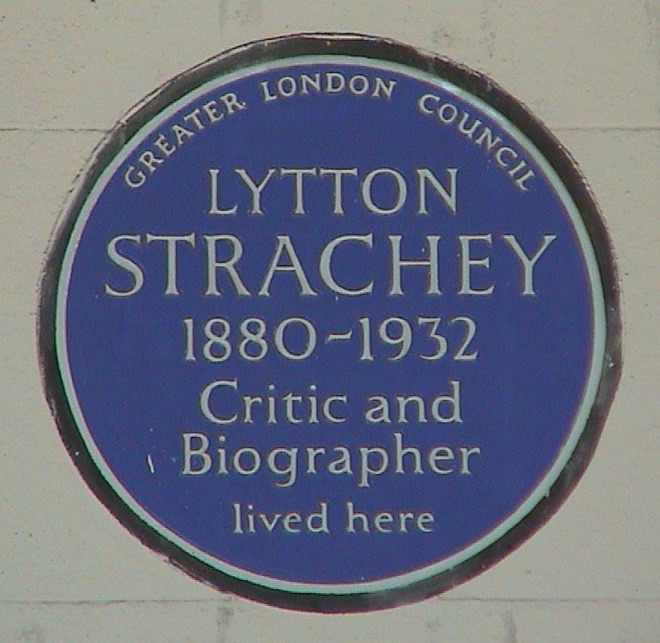 GREATER LONDON COUNCIL
LYTTON
STRACHEY
1880~1932
Critic and
Biographer
lived here